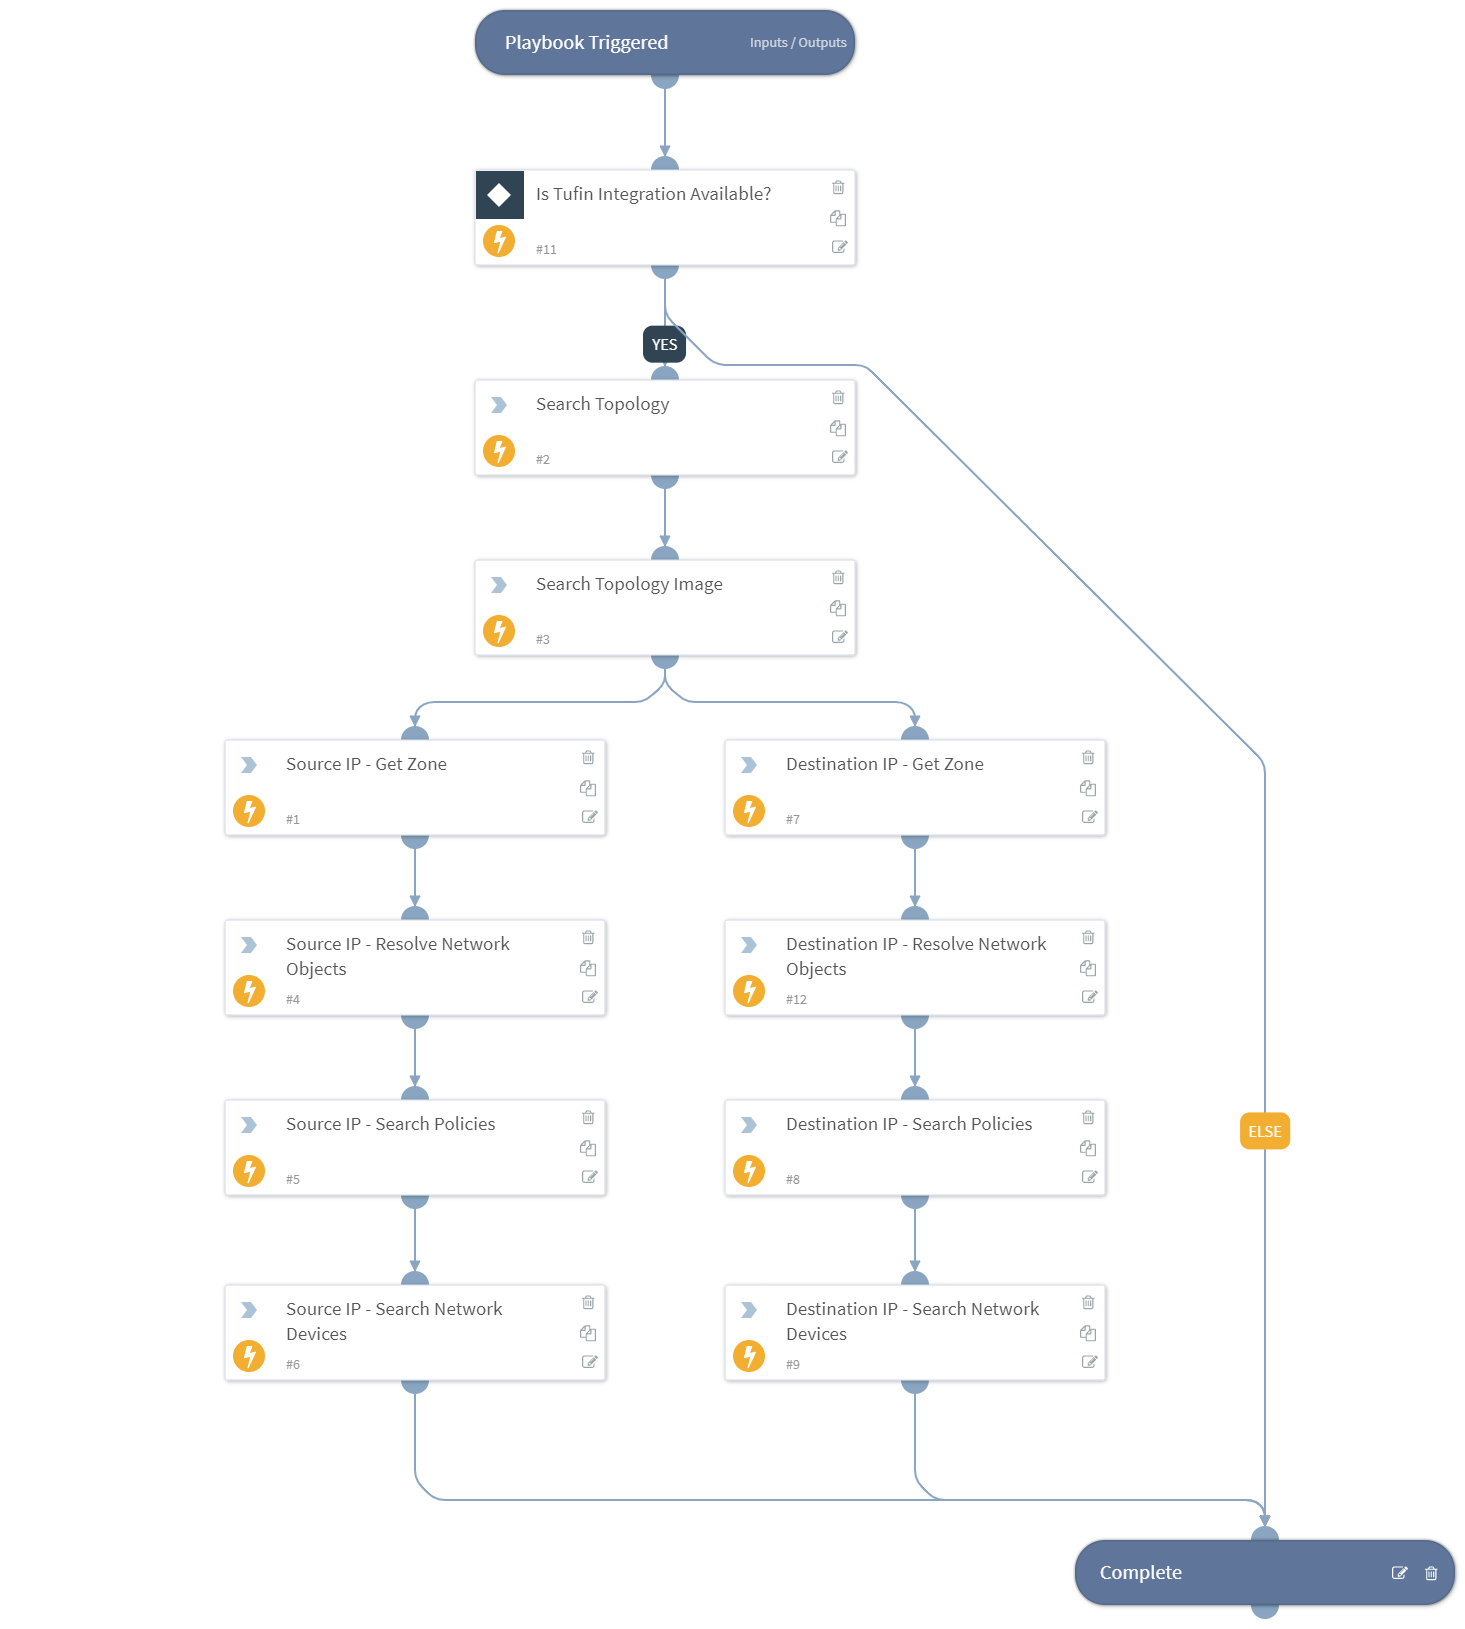 Playbook Triggered
Inputs / Outputs
Is Tufin Integration Available?
#11
YES
Search Topology
#2
Search Topology Image
#3
Source IP - Get Zone
#1
Destination IP - Get Zone
#7
Source IP - Resolve Network
Objects
#4
Destination IP - Resolve Network
Objects
#12
Source IP - Search Policies
#5
Destination IP - Search Policies
#8
ELSE
Source IP - Search Network
Devices
#6
Destination IP - Search Network
Devices
#9
Complete